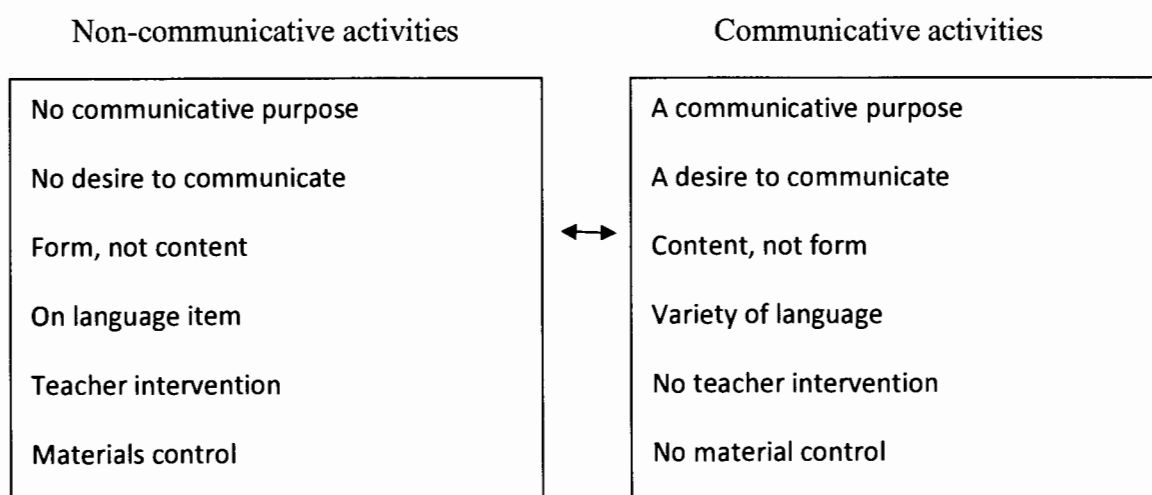 Non-communicative activities
Communicative activities
No communicative purpose
No desire to communicate
Form, not content
On language item
Teacher intervention
Materials control
A communicative purpose
A desire to communicate
Content, not form
Variety of language
No teacher intervention
No material control